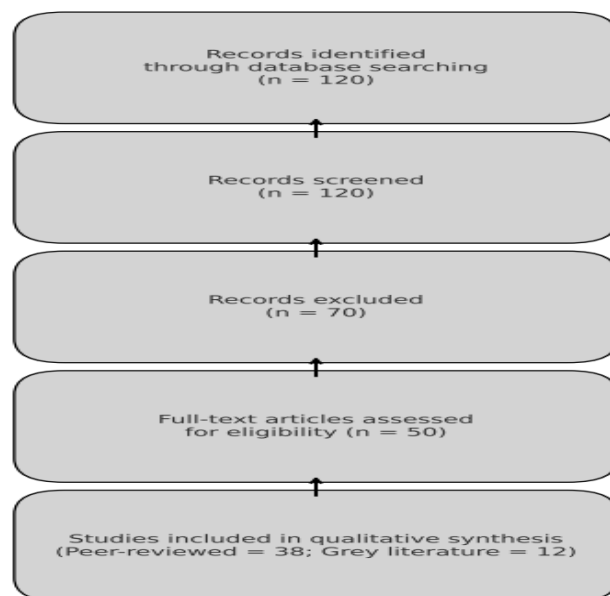 Records identified
through database searching
(n = 120)
Records screened
(n = 120)
Records excluded
(n = 70)
Full-text articles assessed
for eligibility (n = 50)
Studies included in qualitative synthesis
(Peer-reviewed = 38; Grey literature = 12)